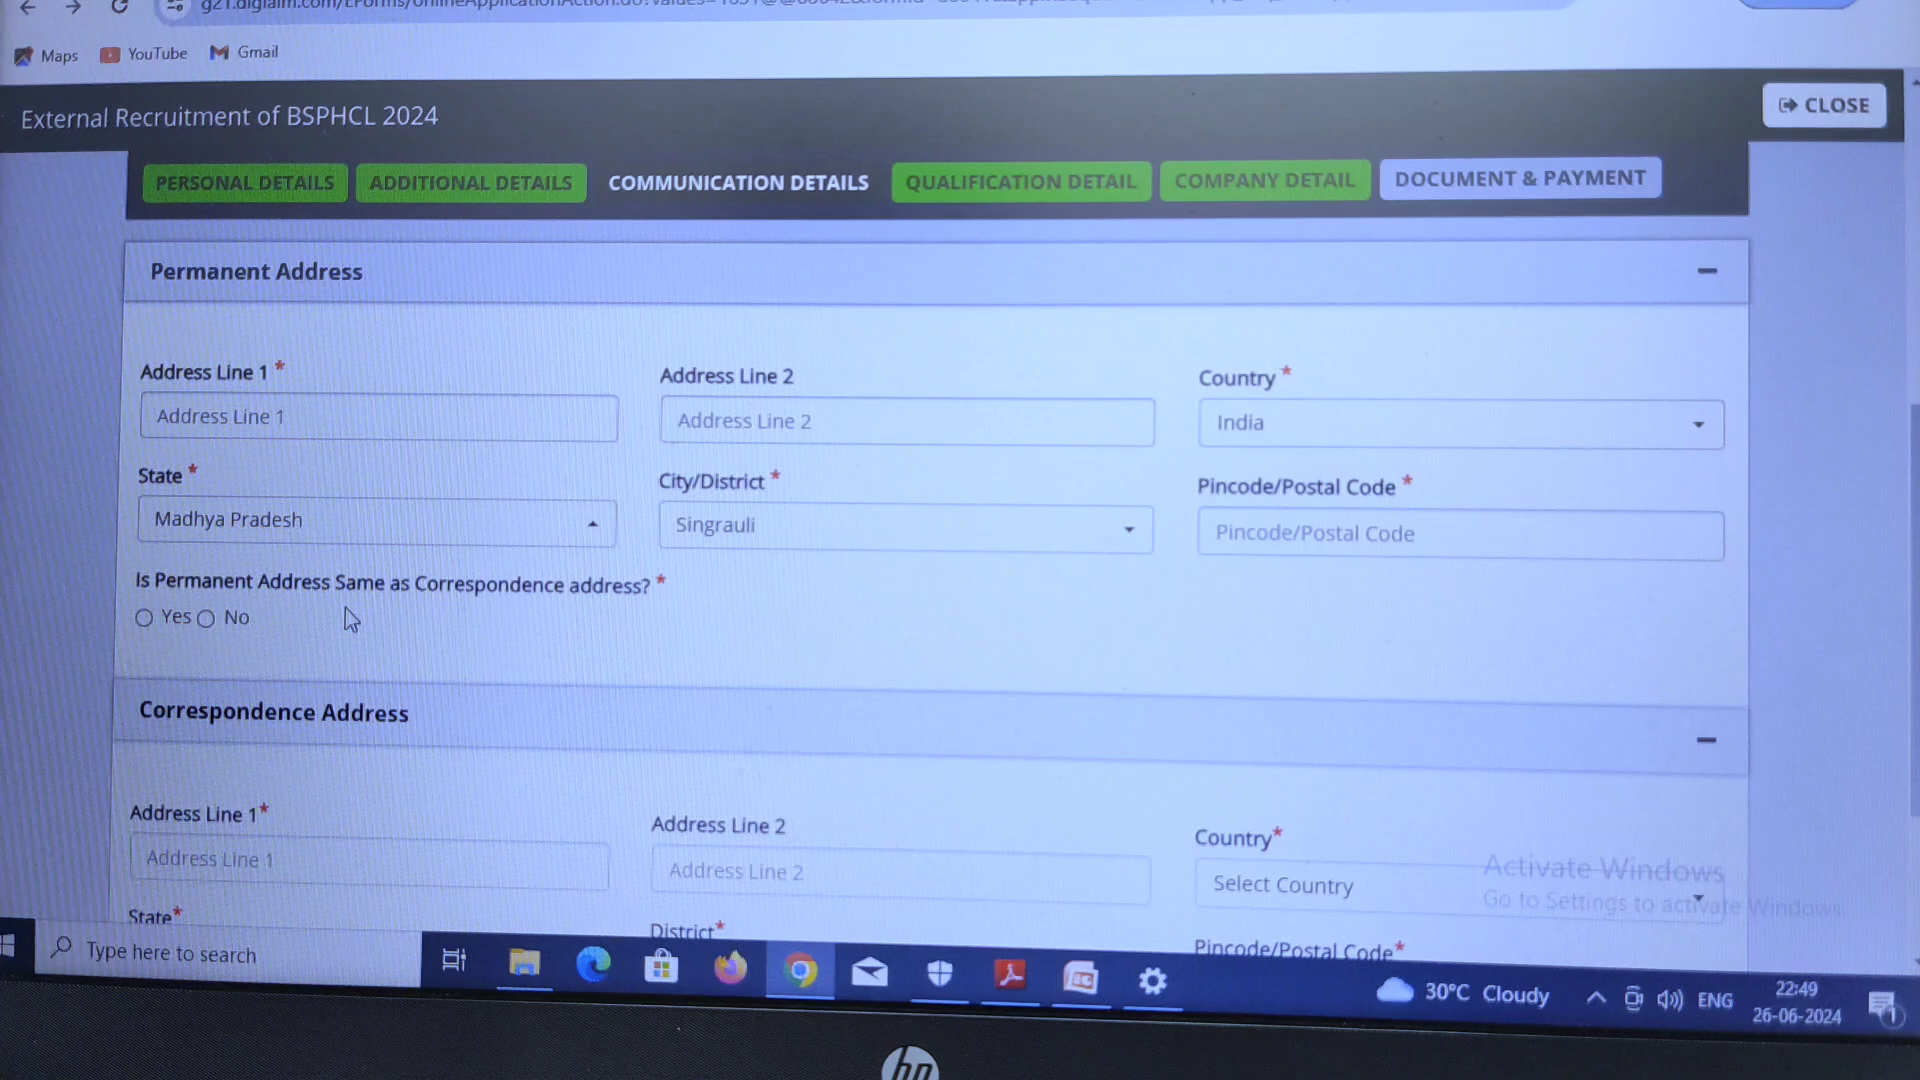 Maps YouTube Gmail
External Recruitment of BSPHCL 2024
CLOSE
PERSONAL DETAILS ADDITIONAL DETAILS COMMUNICATION DETAILS QUALIFICATION DETAIL COMPANY DETAIL DOCUMENT & PAYMENT
Permanent Address
Address Line 1 * Address Line 2 Country *
Address Line 1 Address Line 2 India
State * City/District * Pincode/Postal Code *
Madhya Pradesh Singrauli Pincode/Postal Code
Is Permanent Address Same as Correspondence address? *
Yes No
Correspondence Address
Address Line 1* Address Line 2 Country*
Address Line 1 Address Line 2 Select Country
Activate Windows
Go to Settings to activate Windows.
State* District* Pincode/Postal Code*
Type here to search
30°C Cloudy ENG
22:49
26-06-2024
1
hp